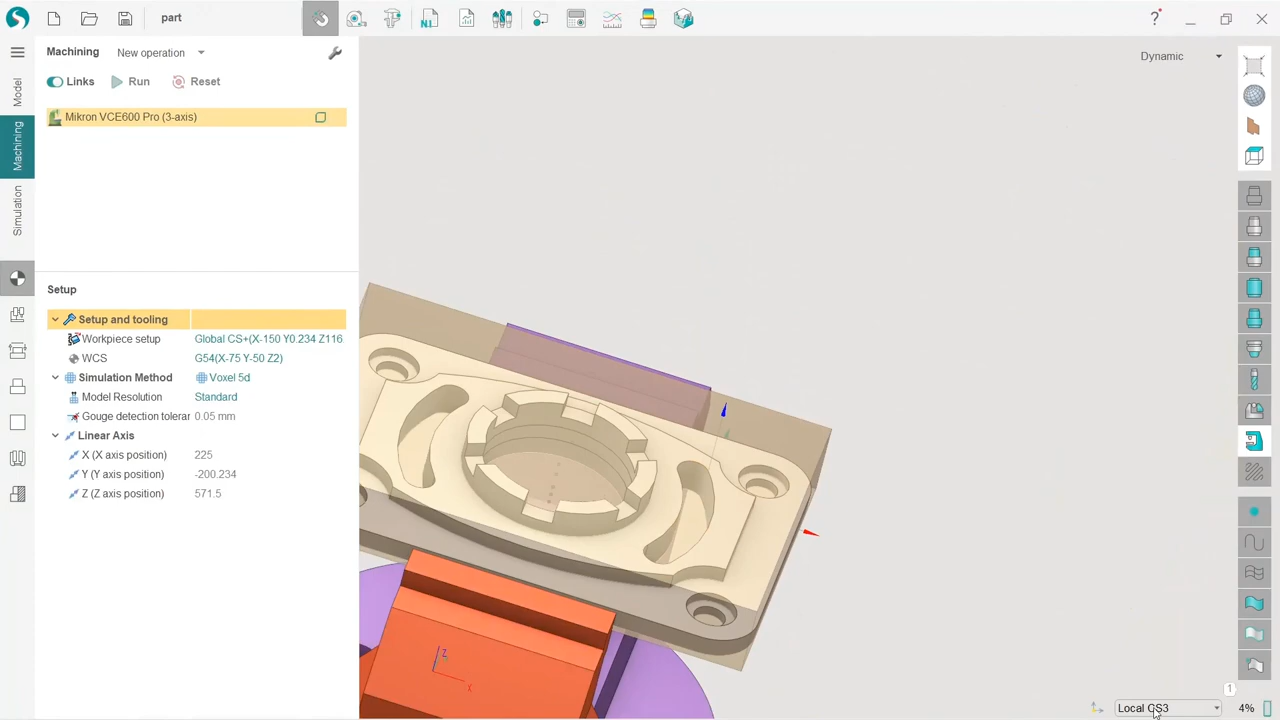 part
?
Machining
New operation
Links
Run
Reset
Dynamic
Model
Machining
Simulation
Mikron VCE600 Pro (3-axis)
Setup
Setup and tooling
Workpiece setup Global CS+(X-150 Y0.234 Z116
WCS G54(X-75 Y-50 Z2)
Simulation Method Voxel 5d
Model Resolution Standard
Gouge detection tolerar 0.05 mm
Linear Axis
X (X axis position) 225
Y (Y axis position) -200.234
Z (Z axis position) 571.5
Z
X
1
Local CS3
4%